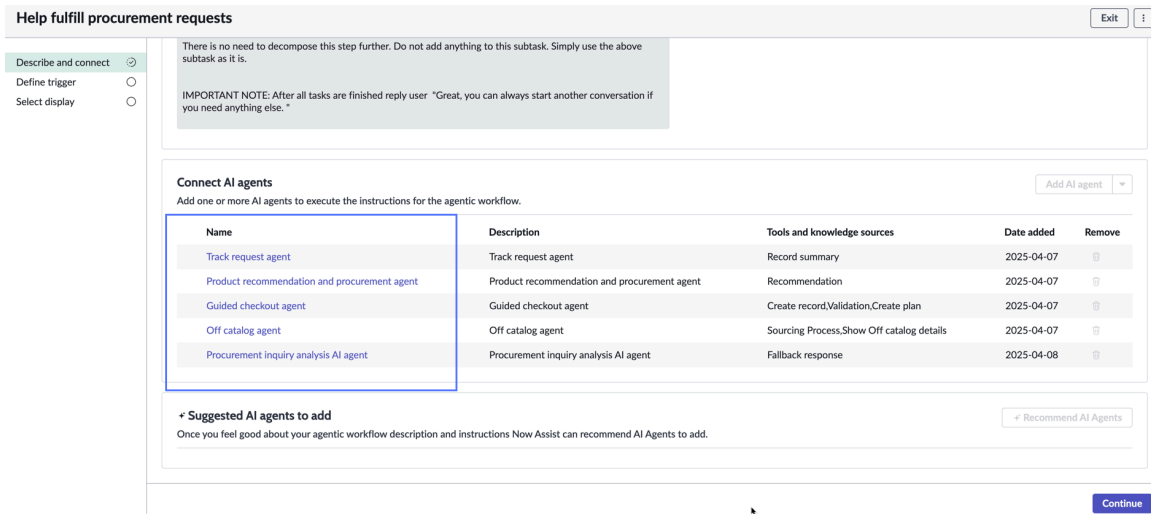 Help fulfill procurement requests
Exit
There is no need to decompose this step further. Do not add anything to this subtask. Simply use the above
subtask as it is.
Describe and connect
Define trigger
Select display
IMPORTANT NOTE: After all tasks are finished reply user "Great, you can always start another conversation if
you need anything else. "
Connect AI agents
Add AI agent
Add one or more AI agents to execute the instructions for the agentic workflow.
Name Description Tools and knowledge sources Date added Remove
Track request agent Track request agent Record summary 2025-04-07
Product recommendation and procurement agent Product recommendation and procurement agent Recommendation 2025-04-07
Guided checkout agent Guided checkout agent Create record,Validation,Create plan 2025-04-07
Off catalog agent Off catalog agent Sourcing Process,Show Off catalog details 2025-04-07
Procurement inquiry analysis AI agent Procurement inquiry analysis AI agent Fallback response 2025-04-08
Suggested AI agents to add
Recommend AI Agents
Once you feel good about your agentic workflow description and instructions Now Assist can recommend AI Agents to add.
Continue